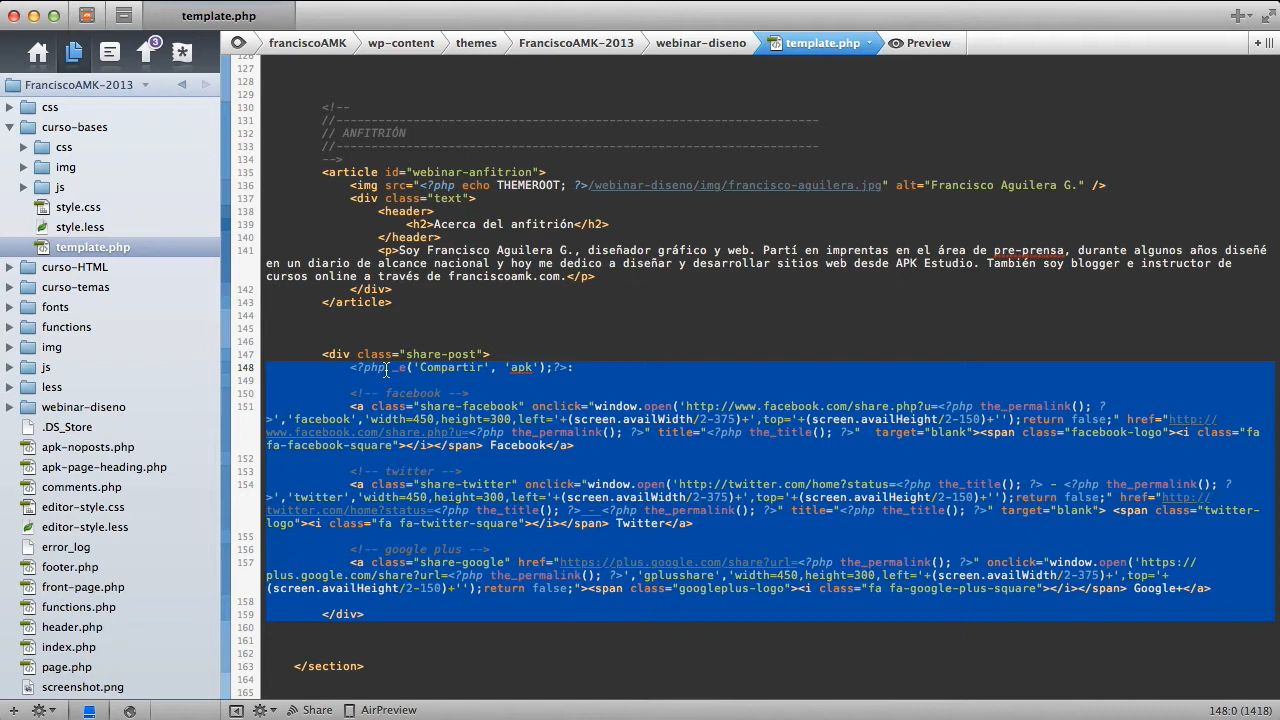 template.php
franciscoAMK wp-content themes FranciscoAMK-2013 webinar-diseno template.php Preview
3
FranciscoAMK-2013
css
curso-bases
css
img
js
style.css
style.less
template.php
curso-HTML
curso-temas
fonts
functions
img
js
less
webinar-diseno
.DS_Store
apk-noposts.php
apk-page-heading.php
comments.php
editor-style.css
editor-style.less
error_log
footer.php
front-page.php
functions.php
header.php
index.php
page.php
screenshot.png
126
127
128
129
130 <!--
131 //---------------------------------------------------------------------
132 // ANFITRIÓN
133 //---------------------------------------------------------------------
134 -->
135 <article id="webinar-anfitrion">
136 <img src="<?php echo THEMEROOT; ?>/webinar-diseno/img/francisco-aguilera.jpg" alt="Francisco Aguilera G." />
137 <div class="text">
138 <header>
139 <h2>Acerca del anfitrión</h2>
140 </header>
141 <p>Soy Francisco Aguilera G., diseñador gráfico y web. Partí en imprentas en el área de pre-prensa, durante algunos años diseñé
en un diario de alcance nacional y hoy me dedico a diseñar y desarrollar sitios web desde APK Estudio. También soy blogger e instructor de
cursos online a través de franciscoamk.com.</p>
142 </div>
143 </article>
144
145
146
147 <div class="share-post">
148 <?php _e('Compartir', 'apk');?>:
149
150 <!-- facebook -->
151 <a class="share-facebook" onclick="window.open('http://www.facebook.com/share.php?u=<?php the_permalink(); ?
>','facebook','width=450,height=300,left='+(screen.availWidth/2-375)+',top='+(screen.availHeight/2-150)+'');return false;" href="http://
www.facebook.com/share.php?u=<?php the_permalink(); ?>" title="<?php the_title(); ?>"  target="blank"><span class="facebook-logo"><i class="fa
fa-facebook-square"></i></span> Facebook</a>
152
153 <!-- twitter -->
154 <a class="share-twitter" onclick="window.open('http://twitter.com/home?status=<?php the_title(); ?> - <?php the_permalink(); ?
>','twitter','width=450,height=300,left='+(screen.availWidth/2-375)+',top='+(screen.availHeight/2-150)+'');return false;" href="http://
twitter.com/home?status=<?php the_title(); ?> - <?php the_permalink(); ?>" title="<?php the_title(); ?>" target="blank"> <span class="twitter-
logo"><i class="fa fa-twitter-square"></i></span> Twitter</a>
155
156 <!-- google plus -->
157 <a class="share-google" href="https://plus.google.com/share?url=<?php the_permalink(); ?>" onclick="window.open('https://
plus.google.com/share?url=<?php the_permalink(); ?>','gplusshare','width=450,height=300,left='+(screen.availWidth/2-375)+',top='+
(screen.availHeight/2-150)+'');return false;"><span class="googleplus-logo"><i class="fa fa-google-plus-square"></i></span> Google+</a>
158
159 </div>
160
161
162
163 </section>
164
165
Share AirPreview 148:0 (1418)